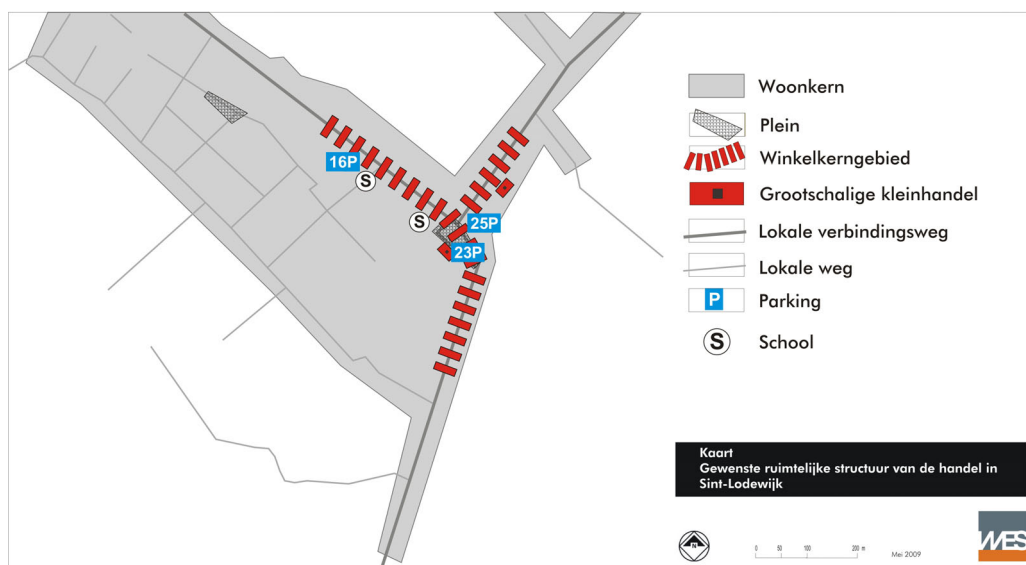 16P
S
S
25P
23P
Woonkern
Plein
Winkelkerngebied
Grootschalige kleinhandel
Lokale verbindingsweg
Lokale weg
P Parking
S School
Kaart
Gewenste ruimtelijke structuur van de handel in
Sint-Lodewijk
N
0 50 100 200 m
Mei 2009
WES